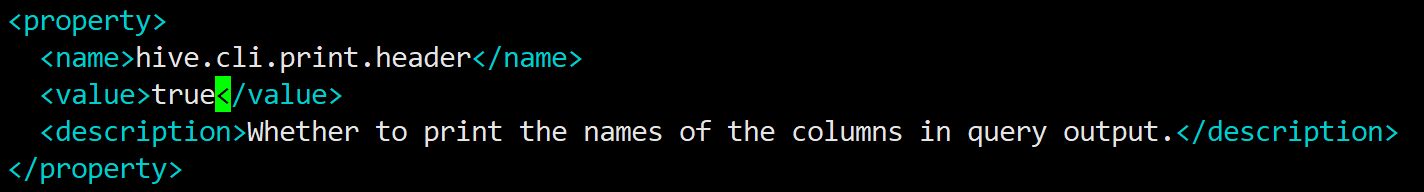 <property>
  <name>hive.cli.print.header</name>
  <value>true</value>
  <description>Whether to print the names of the columns in query output.</description>
</property>